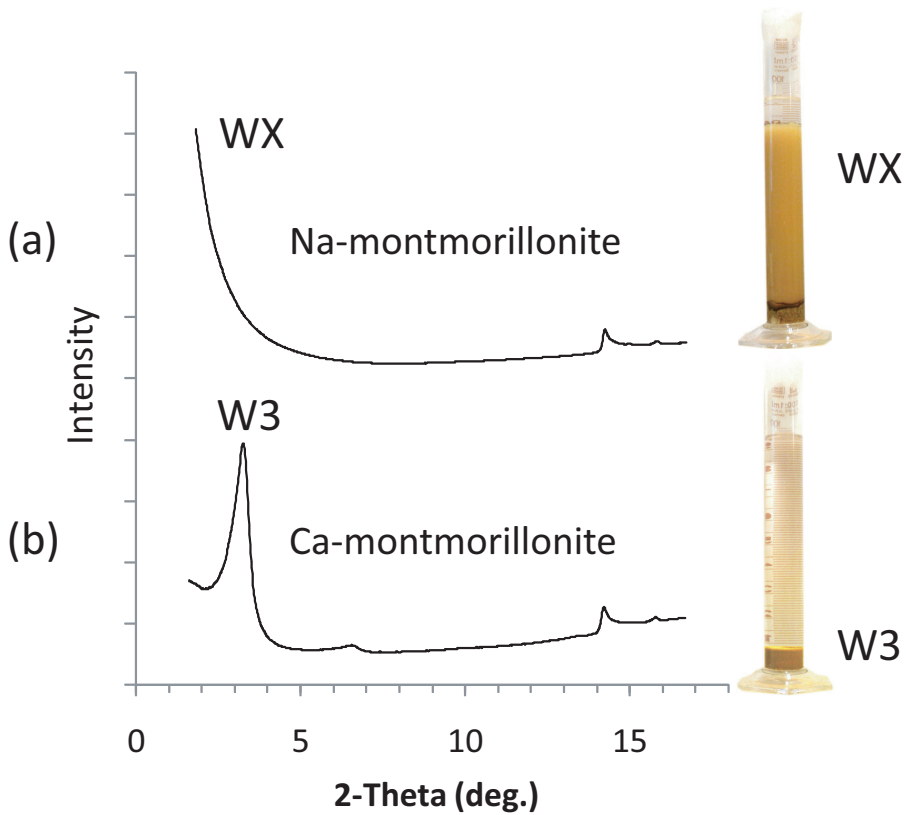 WX
WX
(a)
Na-montmorillonite
Intensity
W3
(b)
Ca-montmorillonite
W3
0 5 10 15
2-Theta (deg.)